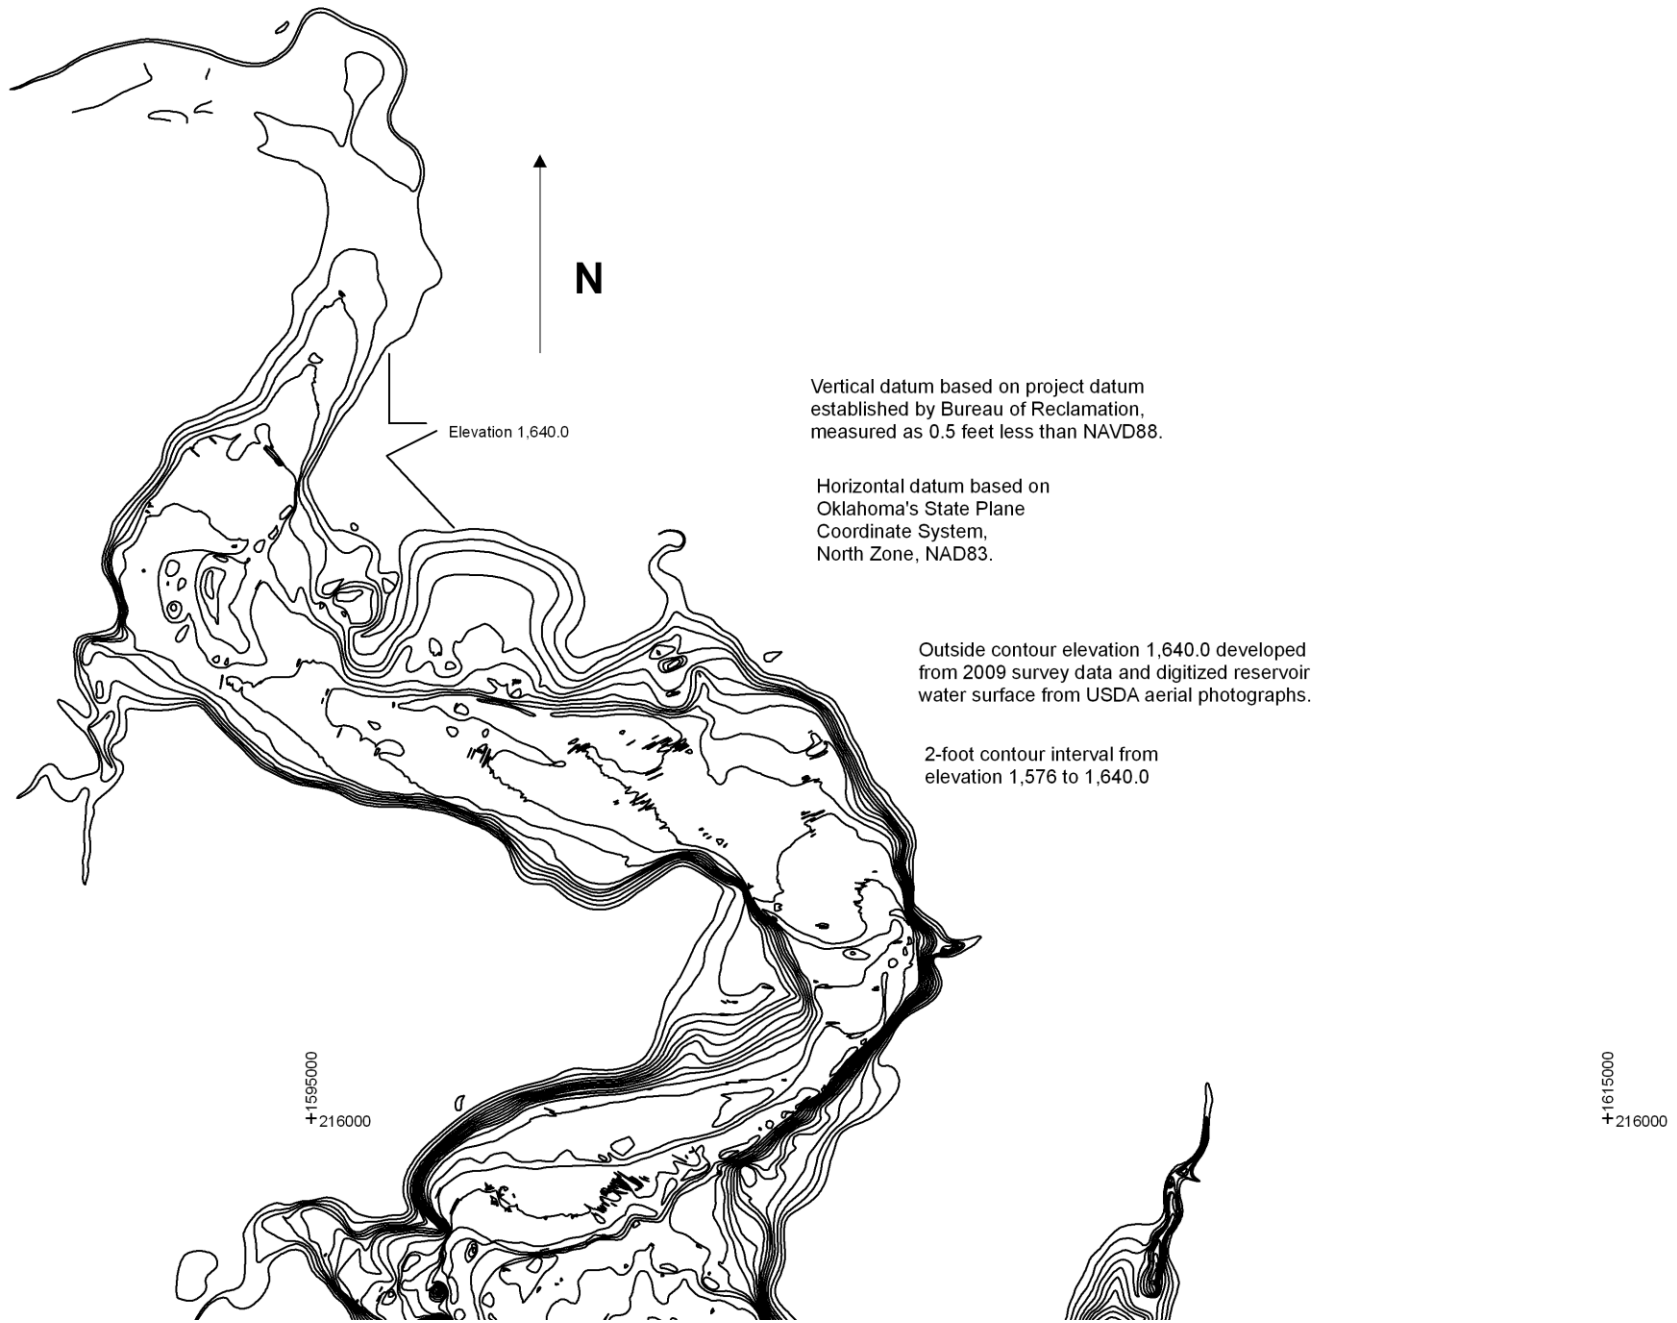 N
Elevation 1,640.0
Vertical datum based on project datum
established by Bureau of Reclamation,
measured as 0.5 feet less than NAVD88.
Horizontal datum based on
Oklahoma's State Plane
Coordinate System,
North Zone, NAD83.
Outside contour elevation 1,640.0 developed
from 2009 survey data and digitized reservoir
water surface from USDA aerial photographs.
2-foot contour interval from
elevation 1,576 to 1,640.0
+1595000
+216000
+1615000
+216000